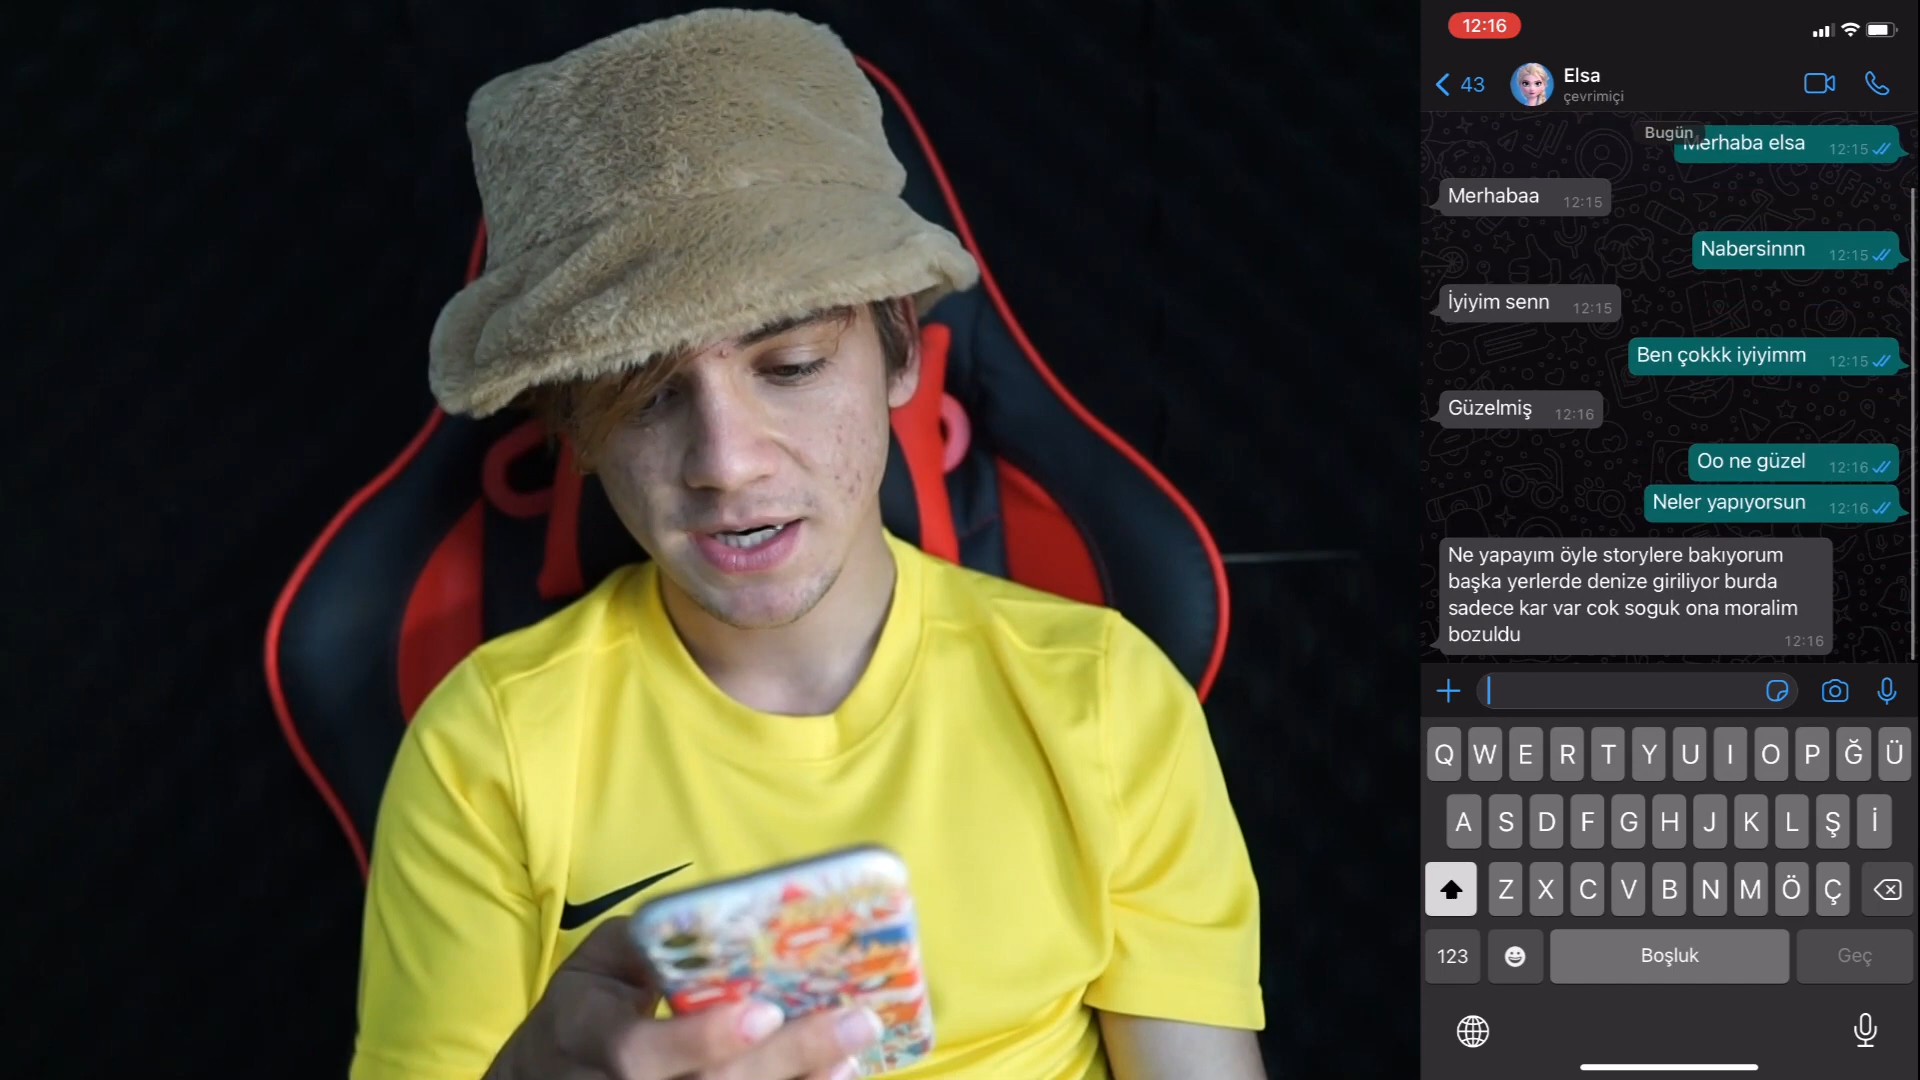 12:16
43
Elsa
çevrimiçi
Bugün
Merhaba elsa 12:15
Merhabaa 12:15
Nabersinnn 12:15
İyiyim senn 12:15
Ben çokkk iyiyimm 12:15
Güzelmiş 12:16
Oo ne güzel 12:16
Neler yapıyorsun 12:16
Ne yapayım öyle storylere bakıyorum
başka yerlerde denize giriliyor burda
sadece kar var cok soguk ona moralim
bozuldu 12:16
Q W E R T Y U I O P Ğ Ü
A S D F G H J K L Ş İ
Z X C V B N M Ö Ç
123 Boşluk Geç